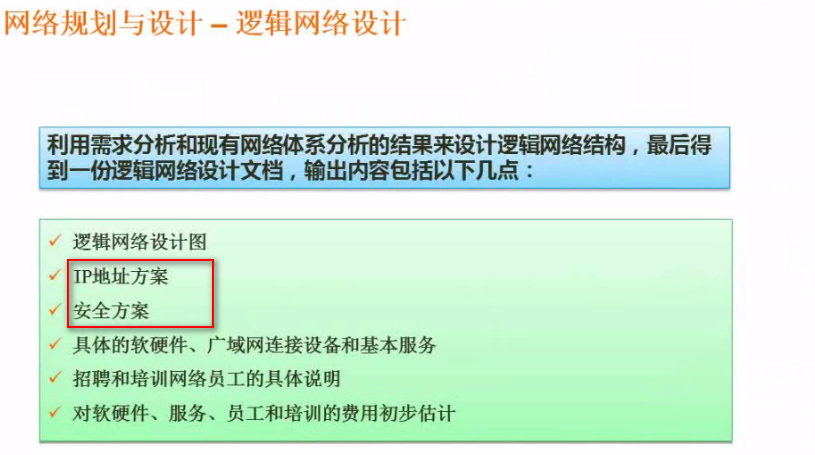 网络规划与设计 – 逻辑网络设计
利用需求分析和现有网络体系分析的结果来设计逻辑网络结构，最后得
到一份逻辑网络设计文档，输出内容包括以下几点：
✓ 逻辑网络设计图
✓ IP地址方案
✓ 安全方案
✓ 具体的软硬件、广域网连接设备和基本服务
✓ 招聘和培训网络员工的具体说明
✓ 对软硬件、服务、员工和培训的费用初步估计